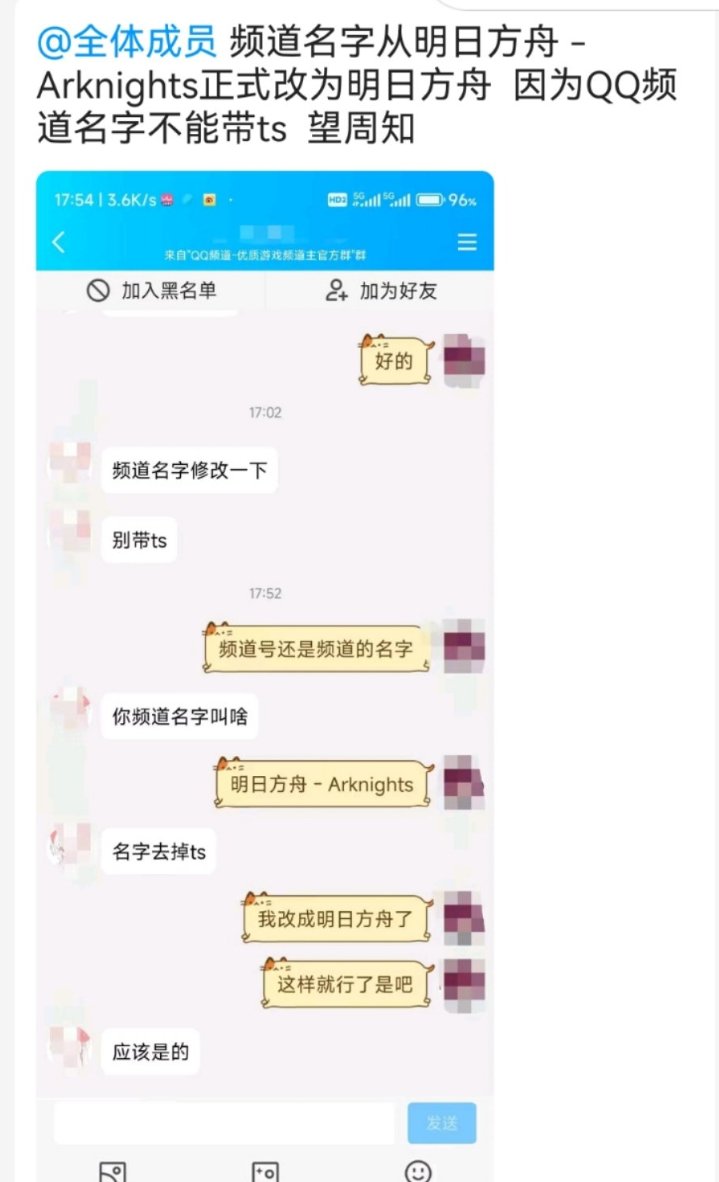 @全体成员 频道名字从明日方舟 –
Arknights正式改为明日方舟 因为QQ频
道名字不能带ts 望周知
17:54 | 3.6K/s HD2 5G 5G 96%
来自"QQ频道-优质游戏频道主官方群"群
加入黑名单 加为好友
好的
17:02
频道名字修改一下
别带ts
17:52
频道号还是频道的名字
你频道名字叫啥
明日方舟 – Arknights
名字去掉ts
我改成明日方舟了
这样就行了是吧
应该是的
发送